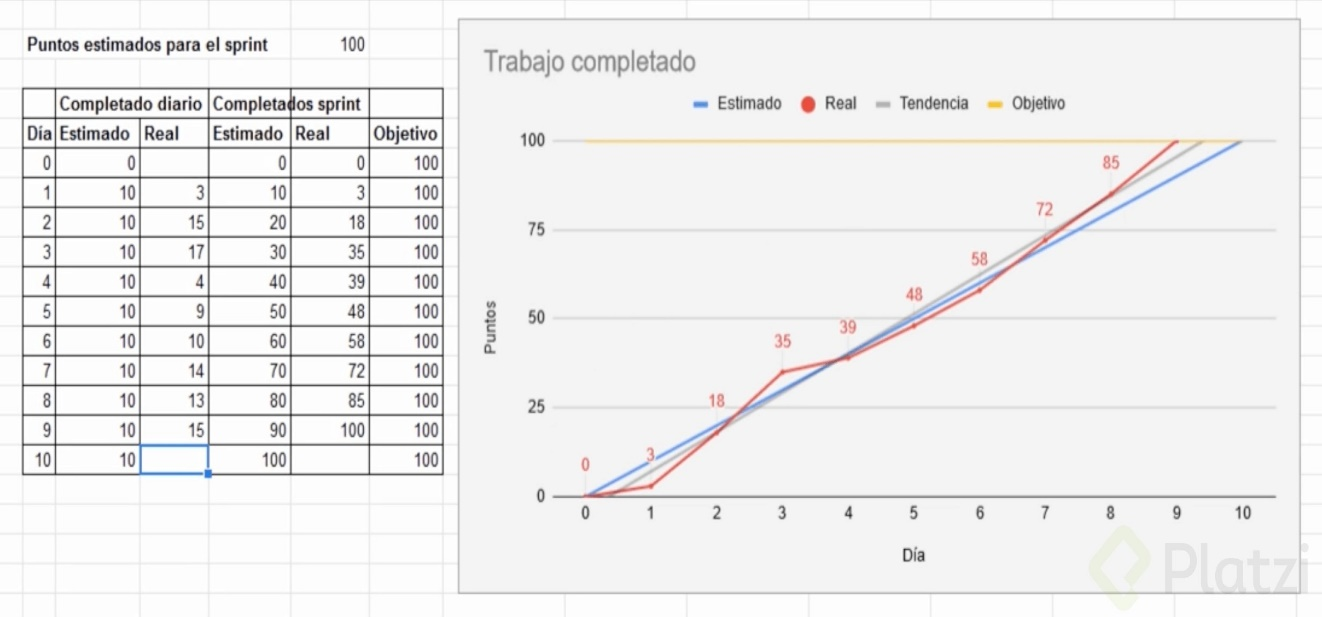 Puntos estimados para el sprint 100
Completado diario Completados sprint
Día Estimado Real Estimado Real Objetivo
0 0 0 0 100
1 10 3 10 3 100
2 10 15 20 18 100
3 10 17 30 35 100
4 10 4 40 39 100
5 10 9 50 48 100
6 10 10 60 58 100
7 10 14 70 72 100
8 10 13 80 85 100
9 10 15 90 100 100
10 10 100 100
Trabajo completado
Estimado Real Tendencia Objetivo
100
85
75
72
58
50
48
39
35
25
18
3
0
0
0 1 2 3 4 5 6 7 8 9 10
Puntos
Día
Platzi